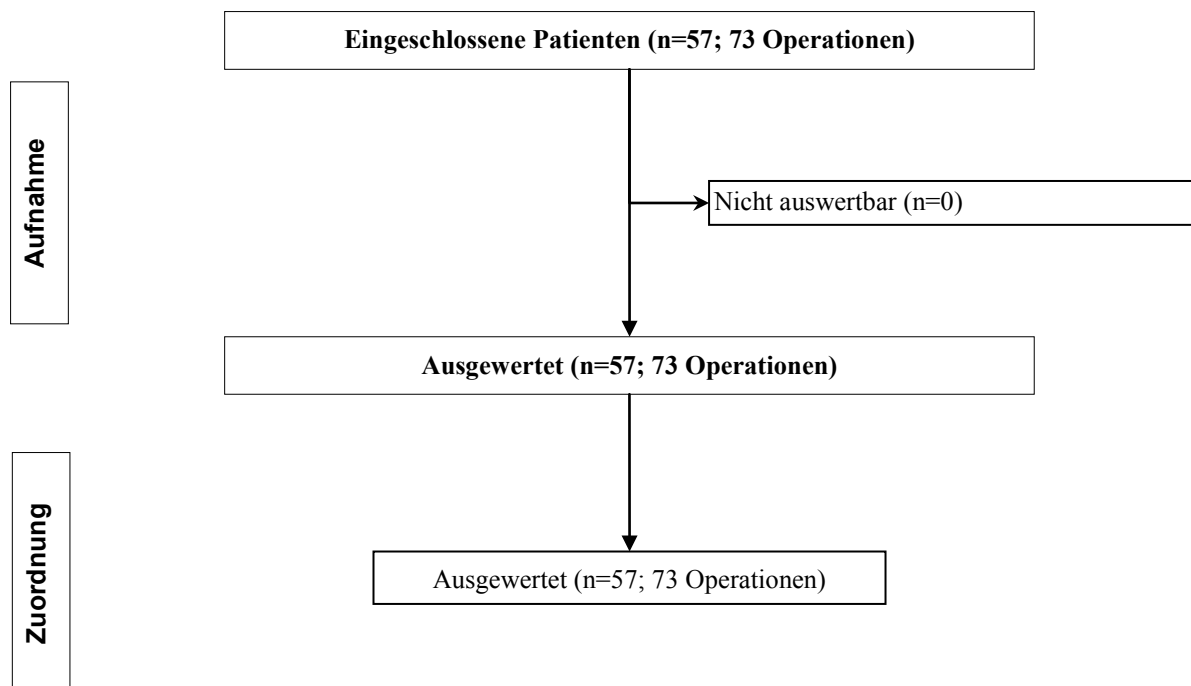 Eingeschlossene Patienten (n=57; 73 Operationen)
Aufnahme
Nicht auswertbar (n=0)
Ausgewertet (n=57; 73 Operationen)
Zuordnung
Ausgewertet (n=57; 73 Operationen)